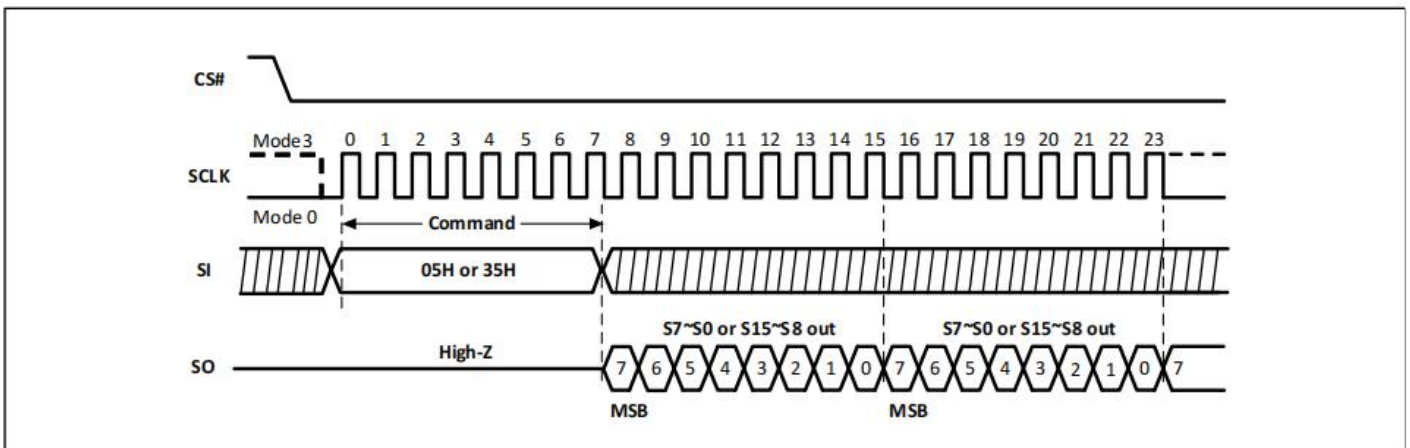 CS#
Mode3 0 1 2 3 4 5 6 7 8 9 10 11 12 13 14 15 16 17 18 19 20 21 22 23
SCLK
Mode 0
Command
SI 05H or 35H
S7~S0 or S15~S8 out S7~S0 or S15~S8 out
High-Z
SO 7 6 5 4 3 2 1 0 7 6 5 4 3 2 1 0 7
MSB MSB